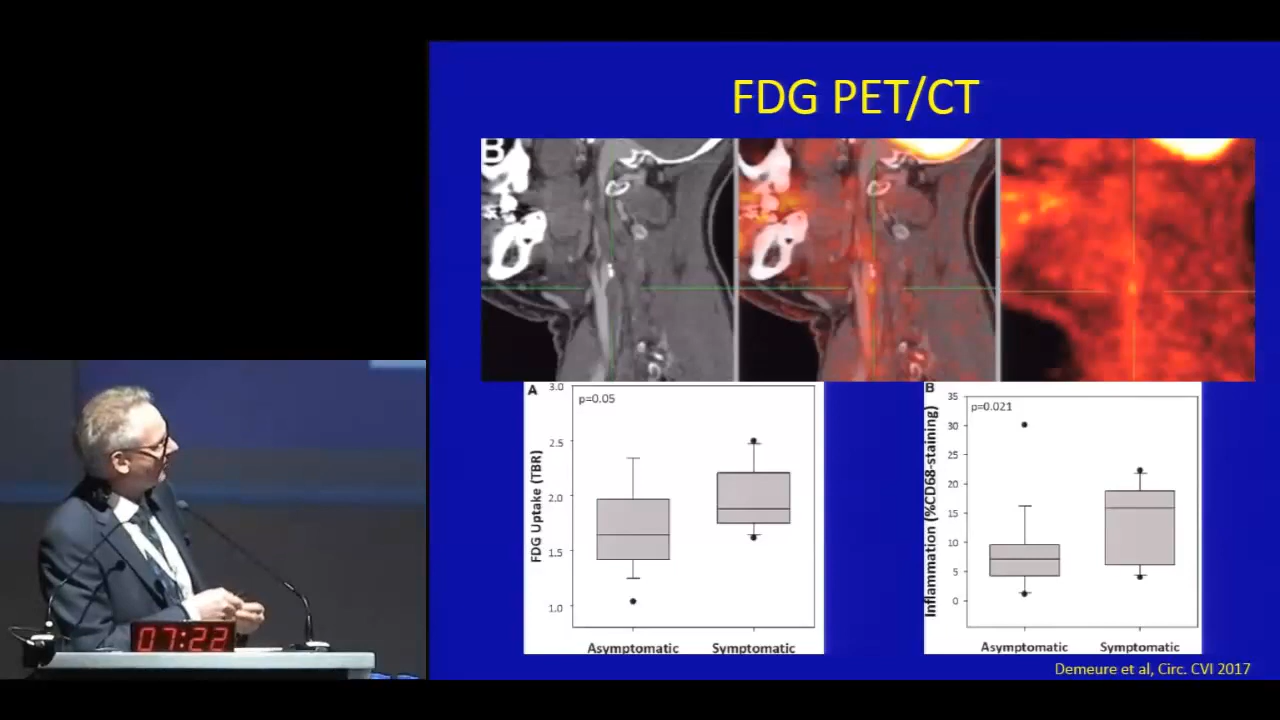 FDG PET/CT
B
A
3.0
2.5
2.0
1.5
1.0
p=0.05
FDG Uptake (TBR)
Asymptomatic Symptomatic
B
35
30
25
20
15
10
5
0
p=0.021
Inflammation (%CD68-staining)
Asymptomatic Symptomatic
Demeure et al, Circ. CVI 2017
07:22